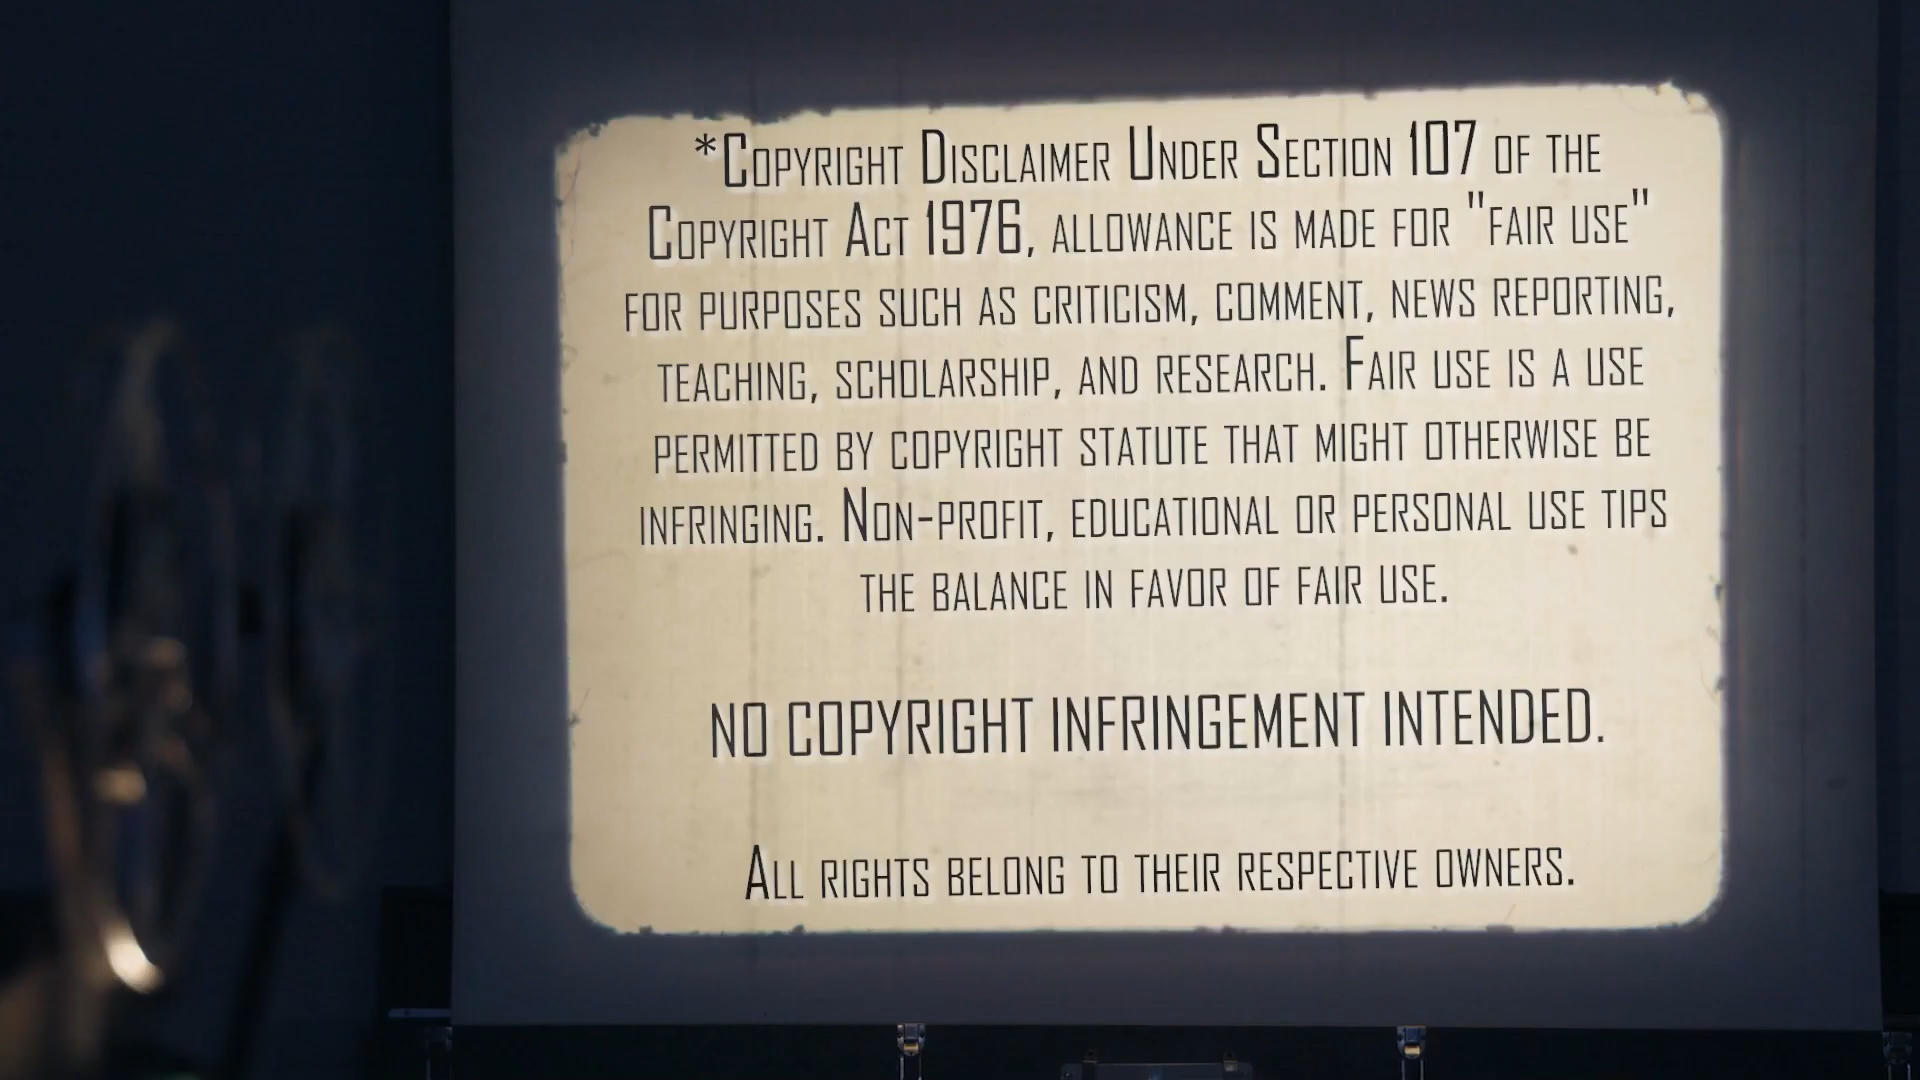 *Copyright Disclaimer Under Section 107 of the
Copyright Act 1976, allowance is made for "fair use"
for purposes such as criticism, comment, news reporting,
teaching, scholarship, and research. Fair use is a use
permitted by copyright statute that might otherwise be
infringing. Non-profit, educational or personal use tips
the balance in favor of fair use.
NO COPYRIGHT INFRINGEMENT INTENDED.
All rights belong to their respective owners.